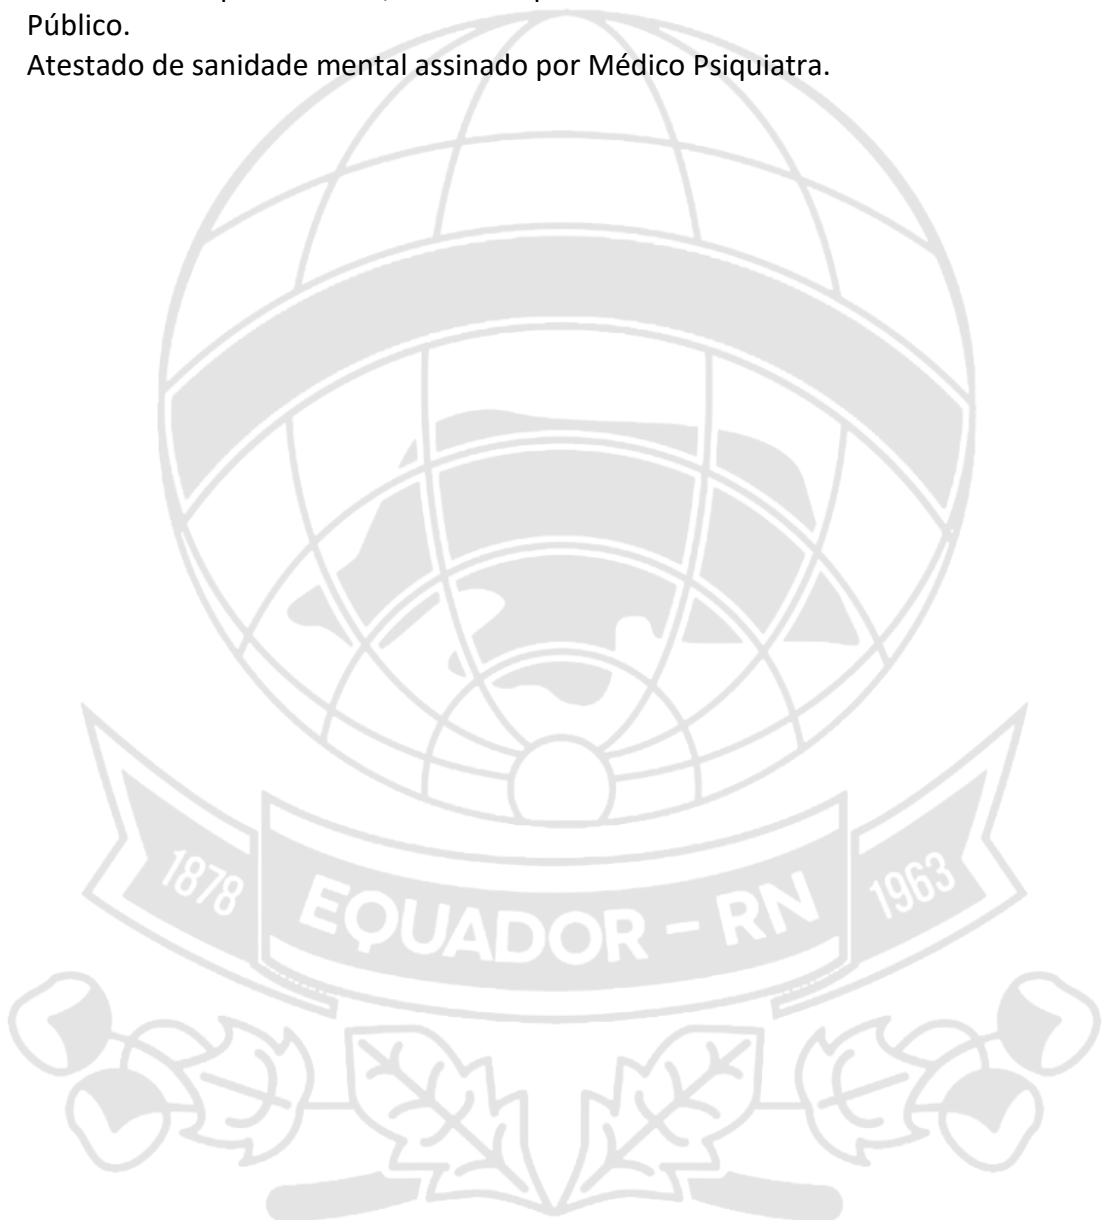 Público.
Atestado de sanidade mental assinado por Médico Psiquiatra.
1878
EQUADOR – RN
1963